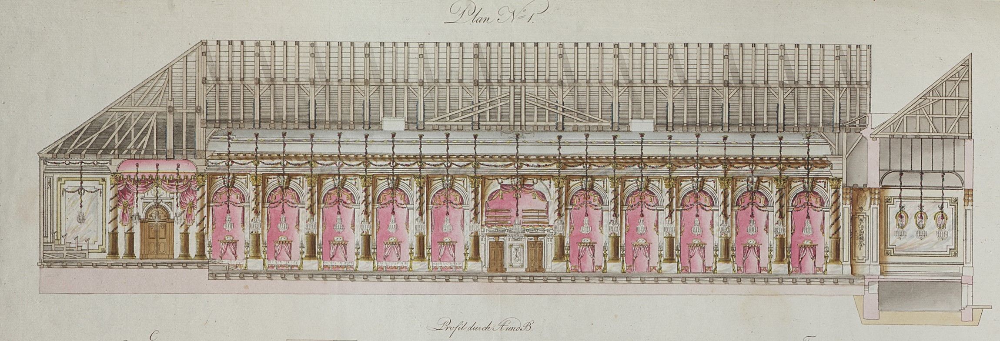 Plan No 1.
Profil durch A und B.
C